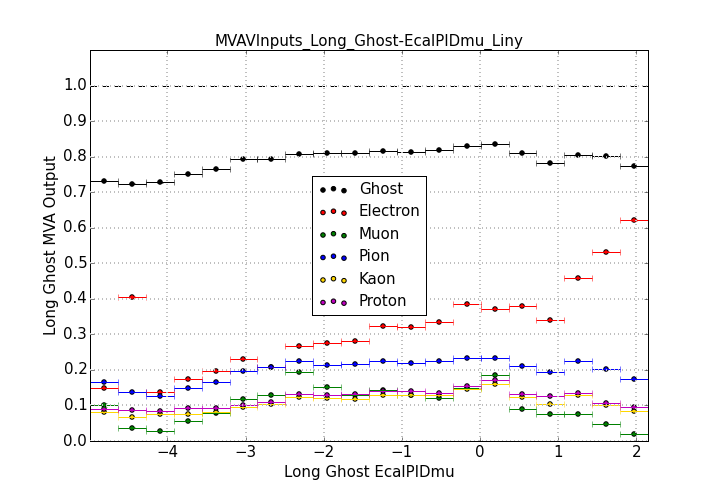 MVAVInputs_Long_Ghost-EcalPIDmu_Liny
Long Ghost MVA Output
1.0
0.9
0.8
0.7
0.6
0.5
0.4
0.3
0.2
0.1
0.0
Ghost
Electron
Muon
Pion
Kaon
Proton
−4 −3 −2 −1 0 1 2
Long Ghost EcalPIDmu